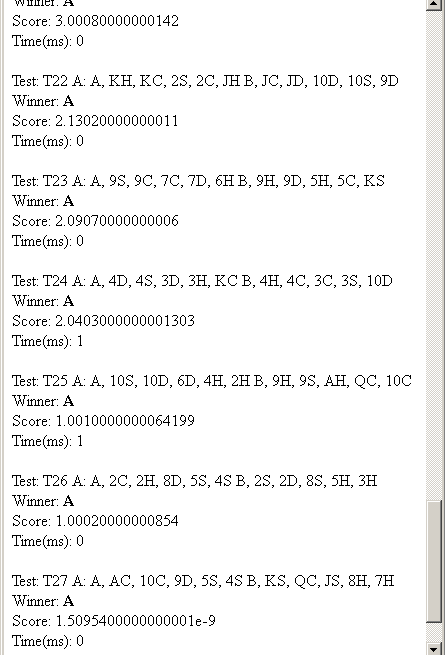 Winner: A
Score: 3.00080000000142
Time(ms): 0
Test: T22 A: A, KH, KC, 2S, 2C, JH B, JC, JD, 10D, 10S, 9D
Winner: A
Score: 2.13020000000011
Time(ms): 0
Test: T23 A: A, 9S, 9C, 7C, 7D, 6H B, 9H, 9D, 5H, 5C, KS
Winner: A
Score: 2.09070000000006
Time(ms): 0
Test: T24 A: A, 4D, 4S, 3D, 3H, KC B, 4H, 4C, 3C, 3S, 10D
Winner: A
Score: 2.0403000000001303
Time(ms): 1
Test: T25 A: A, 10S, 10D, 6D, 4H, 2H B, 9H, 9S, AH, QC, 10C
Winner: A
Score: 1.0010000000064199
Time(ms): 1
Test: T26 A: A, 2C, 2H, 8D, 5S, 4S B, 2S, 2D, 8S, 5H, 3H
Winner: A
Score: 1.00020000000854
Time(ms): 0
Test: T27 A: A, AC, 10C, 9D, 5S, 4S B, KS, QC, JS, 8H, 7H
Winner: A
Score: 1.5095400000000001e-9
Time(ms): 0